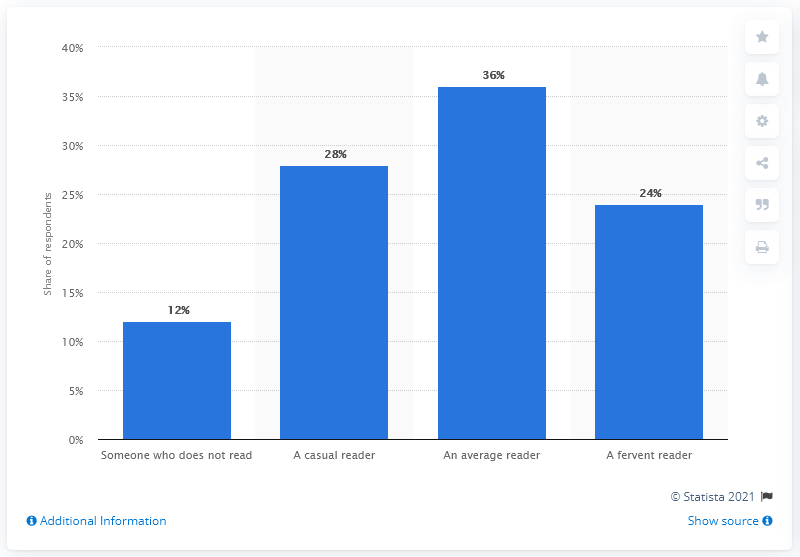 40%
35%
30%
25%
20%
15%
10%
5%
0%
Share of respondents
12%
28%
36%
24%
Someone who does not read
A casual reader
An average reader
A fervent reader
© Statista 2021
Additional Information
Show source